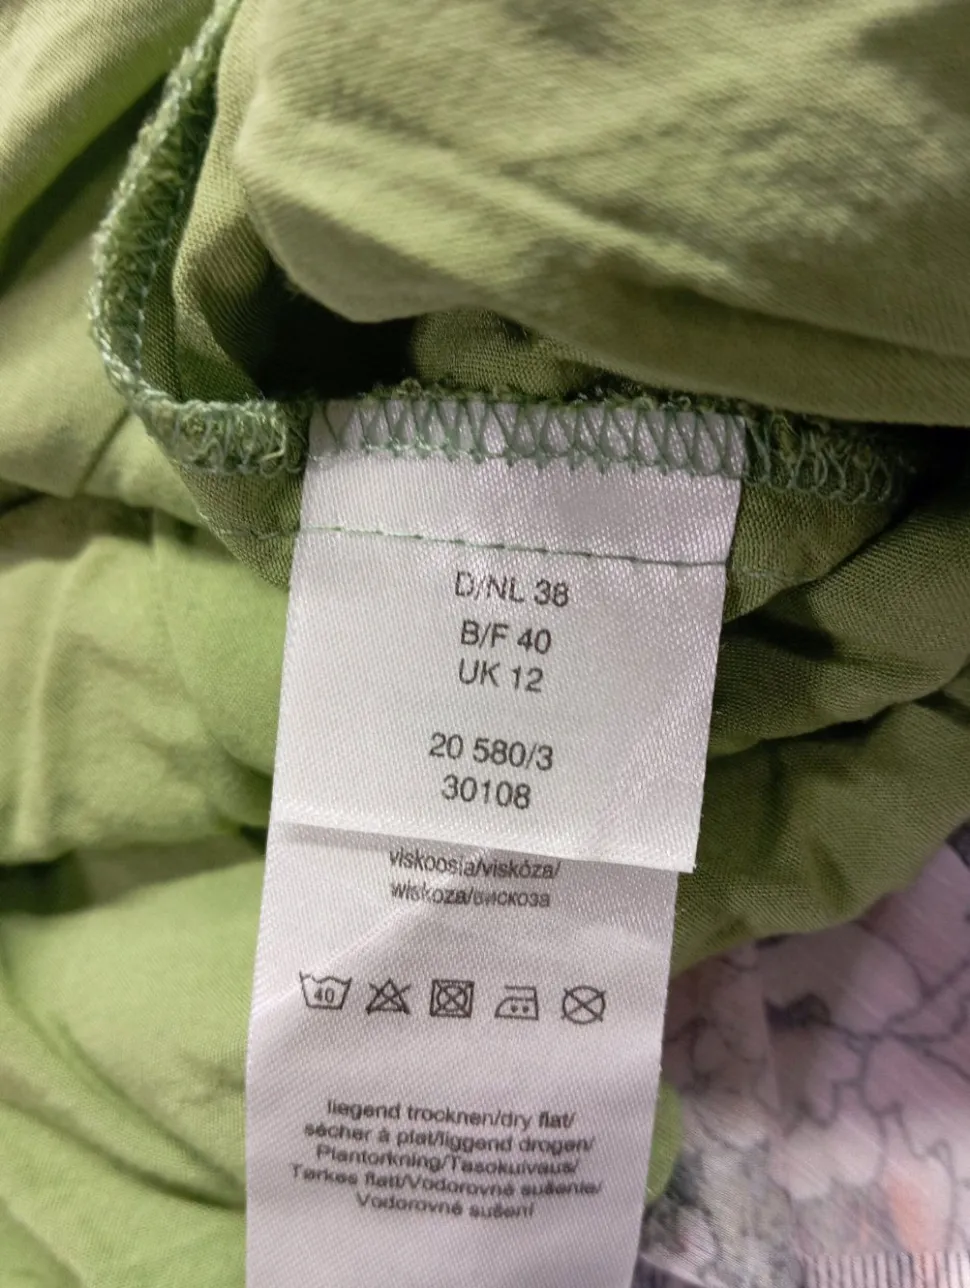 D/NL 38
B/F 40
UK 12
20 580/3
30108
viskoosia/viskóza/
wiskoza/вискоза
40
liegend trocknen/dry flat/
sécher à plat/liggend drogen/
Plantorkning/Tasokuivaus/
Tørkes flatt/Vodorovné sušenie/
Vodorovné sušení